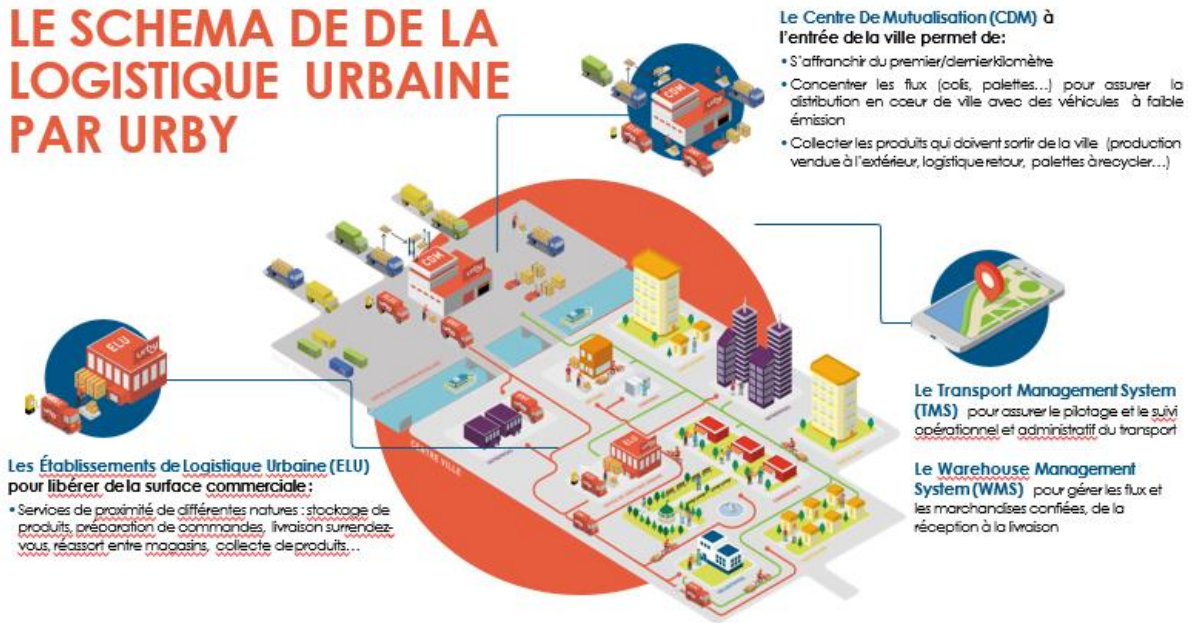 LE SCHEMA DE DE LA
LOGISTIQUE URBAINE
PAR URBY
Le Centre De Mutualisation (CDM) à
l'entrée de la ville permet de:
• S'affranchir du premier/dernier kilomètre
• Concentrer les flux (colis, palettes…) pour assurer la
distribution en cœur de ville avec des véhicules à faible
émission
• Collecter les produits qui doivent sortir de la ville (production
vendue à l'extérieur, logistique retour, palettes à recycler…)
CDM
urby
CDM
urby
ELU
urby
CENTRE VILLE
ELU
Le Transport Management System
(TMS) pour assurer le pilotage et le suivi
opérationnel et administratif du transport
Le Warehouse Management
System (WMS) pour gérer les flux et
les marchandises confiées, de la
réception à la livraison
Les Établissements de Logistique Urbaine (ELU)
pour libérer de la surface commerciale :
• Services de proximité de différentes natures : stockage de
produits, préparation de commandes, livraison sur rendez-
vous, réassort entre magasins, collecte de produits…